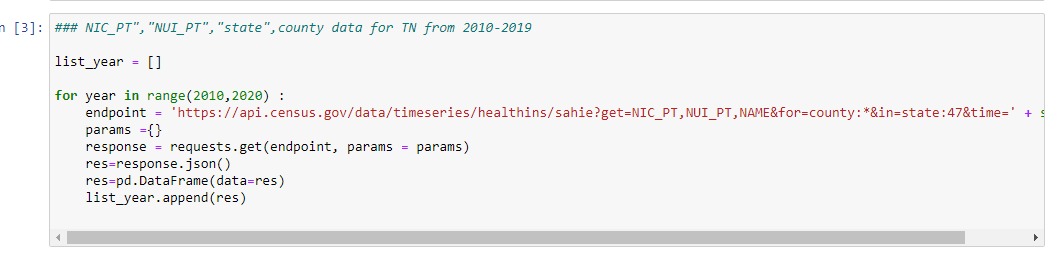 [3]: ### NIC_PT","NUI_PT","state",county data for TN from 2010-2019
list_year = []
for year in range(2010,2020) :
endpoint = 'https://api.census.gov/data/timeseries/healthins/sahie?get=NIC_PT,NUI_PT,NAME&for=county:*&in=state:47&time=' +
params ={}
response = requests.get(endpoint, params = params)
res=response.json()
res=pd.DataFrame(data=res)
list_year.append(res)